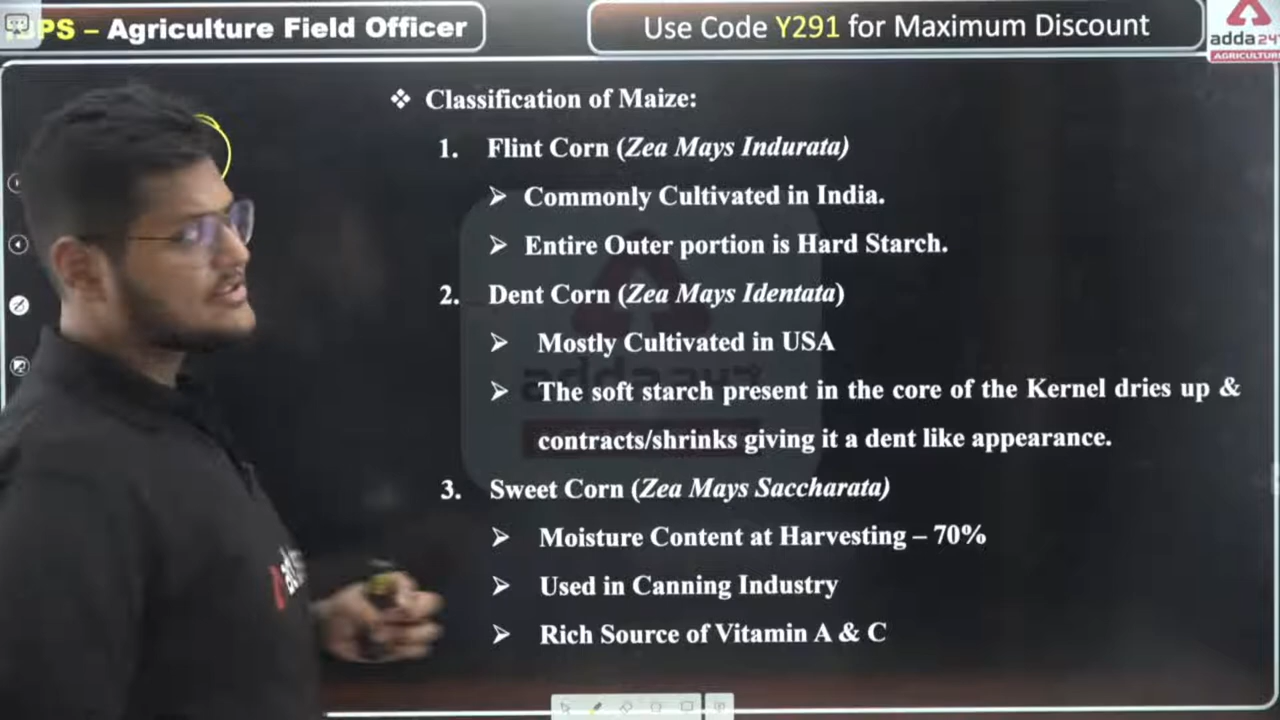 IBPS – Agriculture Field Officer
Use Code Y291 for Maximum Discount
adda247
AGRICULTURE
❖ Classification of Maize:
1. Flint Corn (Zea Mays Indurata)
➢ Commonly Cultivated in India.
➢ Entire Outer portion is Hard Starch.
2. Dent Corn (Zea Mays Identata)
➢ Mostly Cultivated in USA
➢ The soft starch present in the core of the Kernel dries up &
contracts/shrinks giving it a dent like appearance.
3. Sweet Corn (Zea Mays Saccharata)
➢ Moisture Content at Harvesting – 70%
➢ Used in Canning Industry
➢ Rich Source of Vitamin A & C